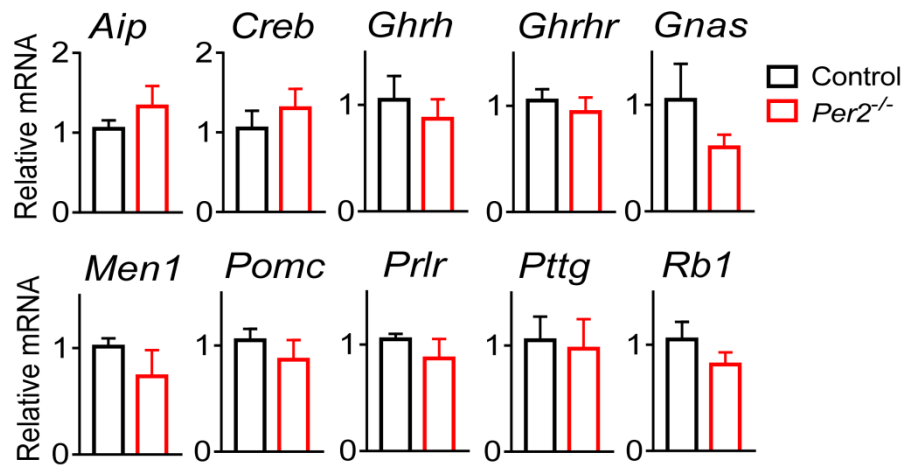 Aip Creb Ghrh Ghrhr Gnas
Relative mRNA
2 2
1 1 1 1 1
0 0 0 0 0
Control
Per2-/-
Men1 Pomc Prlr Pttg Rb1
Relative mRNA
1 1 1 1 1
0 0 0 0 0